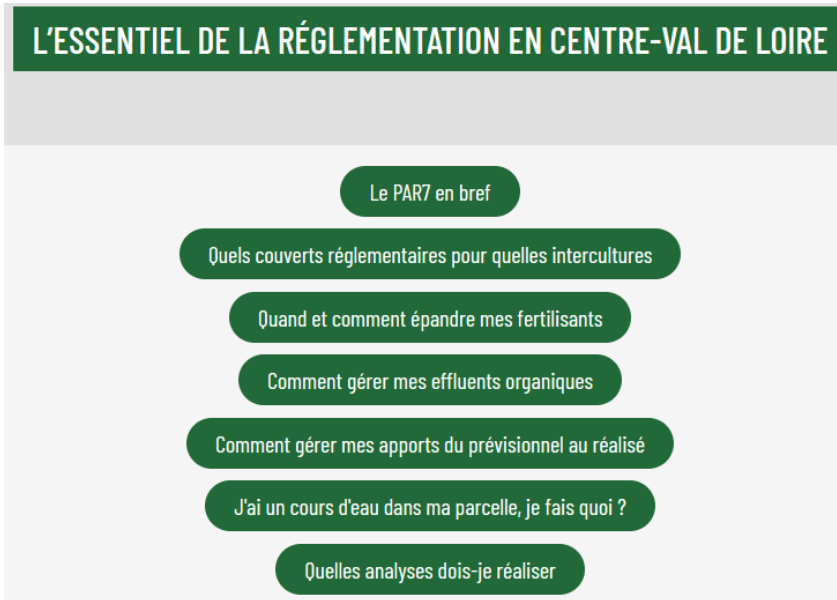 L'ESSENTIEL DE LA RÉGLEMENTATION EN CENTRE-VAL DE LOIRE
Le PAR7 en bref
Quels couverts réglementaires pour quelles intercultures
Quand et comment épandre mes fertilisants
Comment gérer mes effluents organiques
Comment gérer mes apports du prévisionnel au réalisé
J'ai un cours d'eau dans ma parcelle, je fais quoi ?
Quelles analyses dois-je réaliser